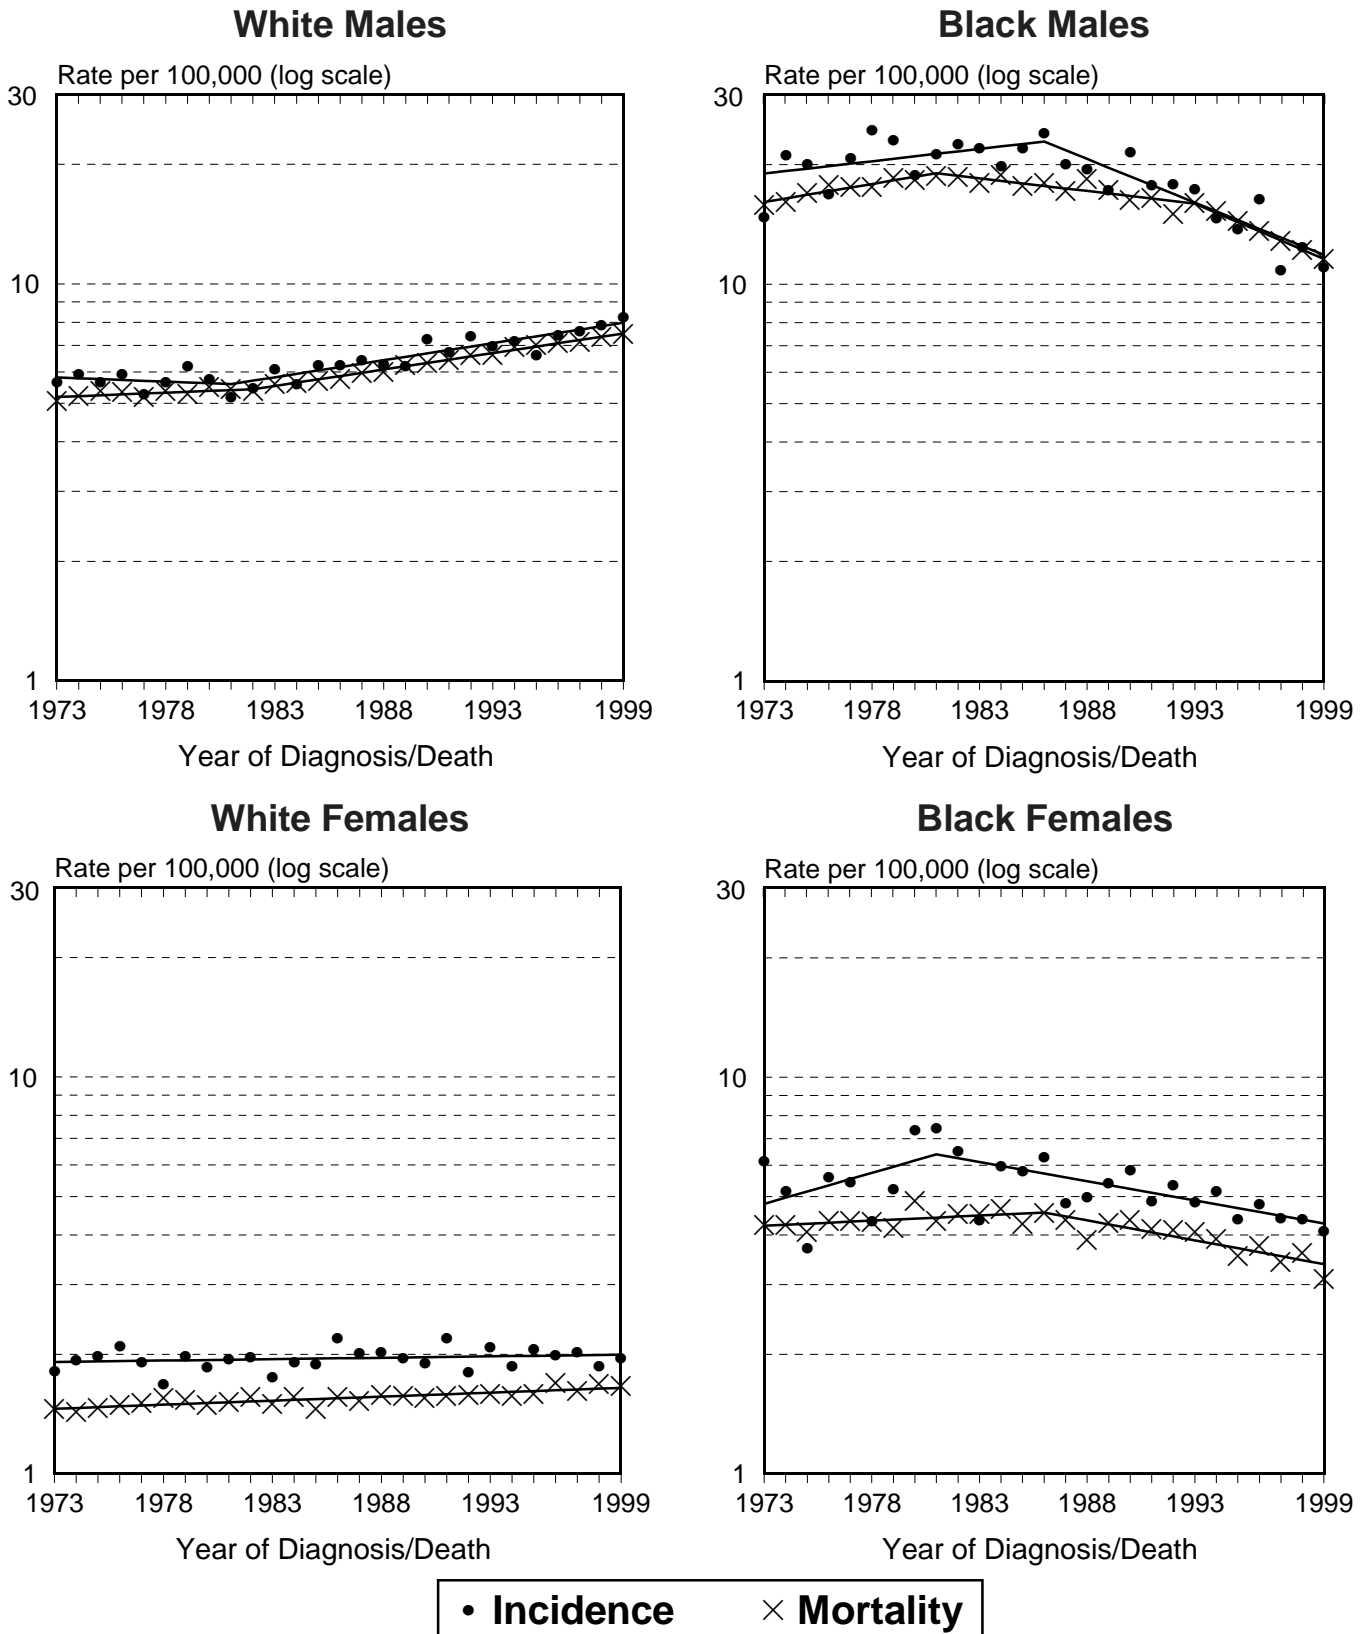 White Males
Rate per 100,000 (log scale)
30
10
1
1973 1978 1983 1988 1993 1999
Year of Diagnosis/Death
Black Males
Rate per 100,000 (log scale)
30
10
1
1973 1978 1983 1988 1993 1999
Year of Diagnosis/Death
White Females
Rate per 100,000 (log scale)
30
10
1
1973 1978 1983 1988 1993 1999
Year of Diagnosis/Death
Black Females
Rate per 100,000 (log scale)
30
10
1
1973 1978 1983 1988 1993 1999
Year of Diagnosis/Death
Incidence Mortality